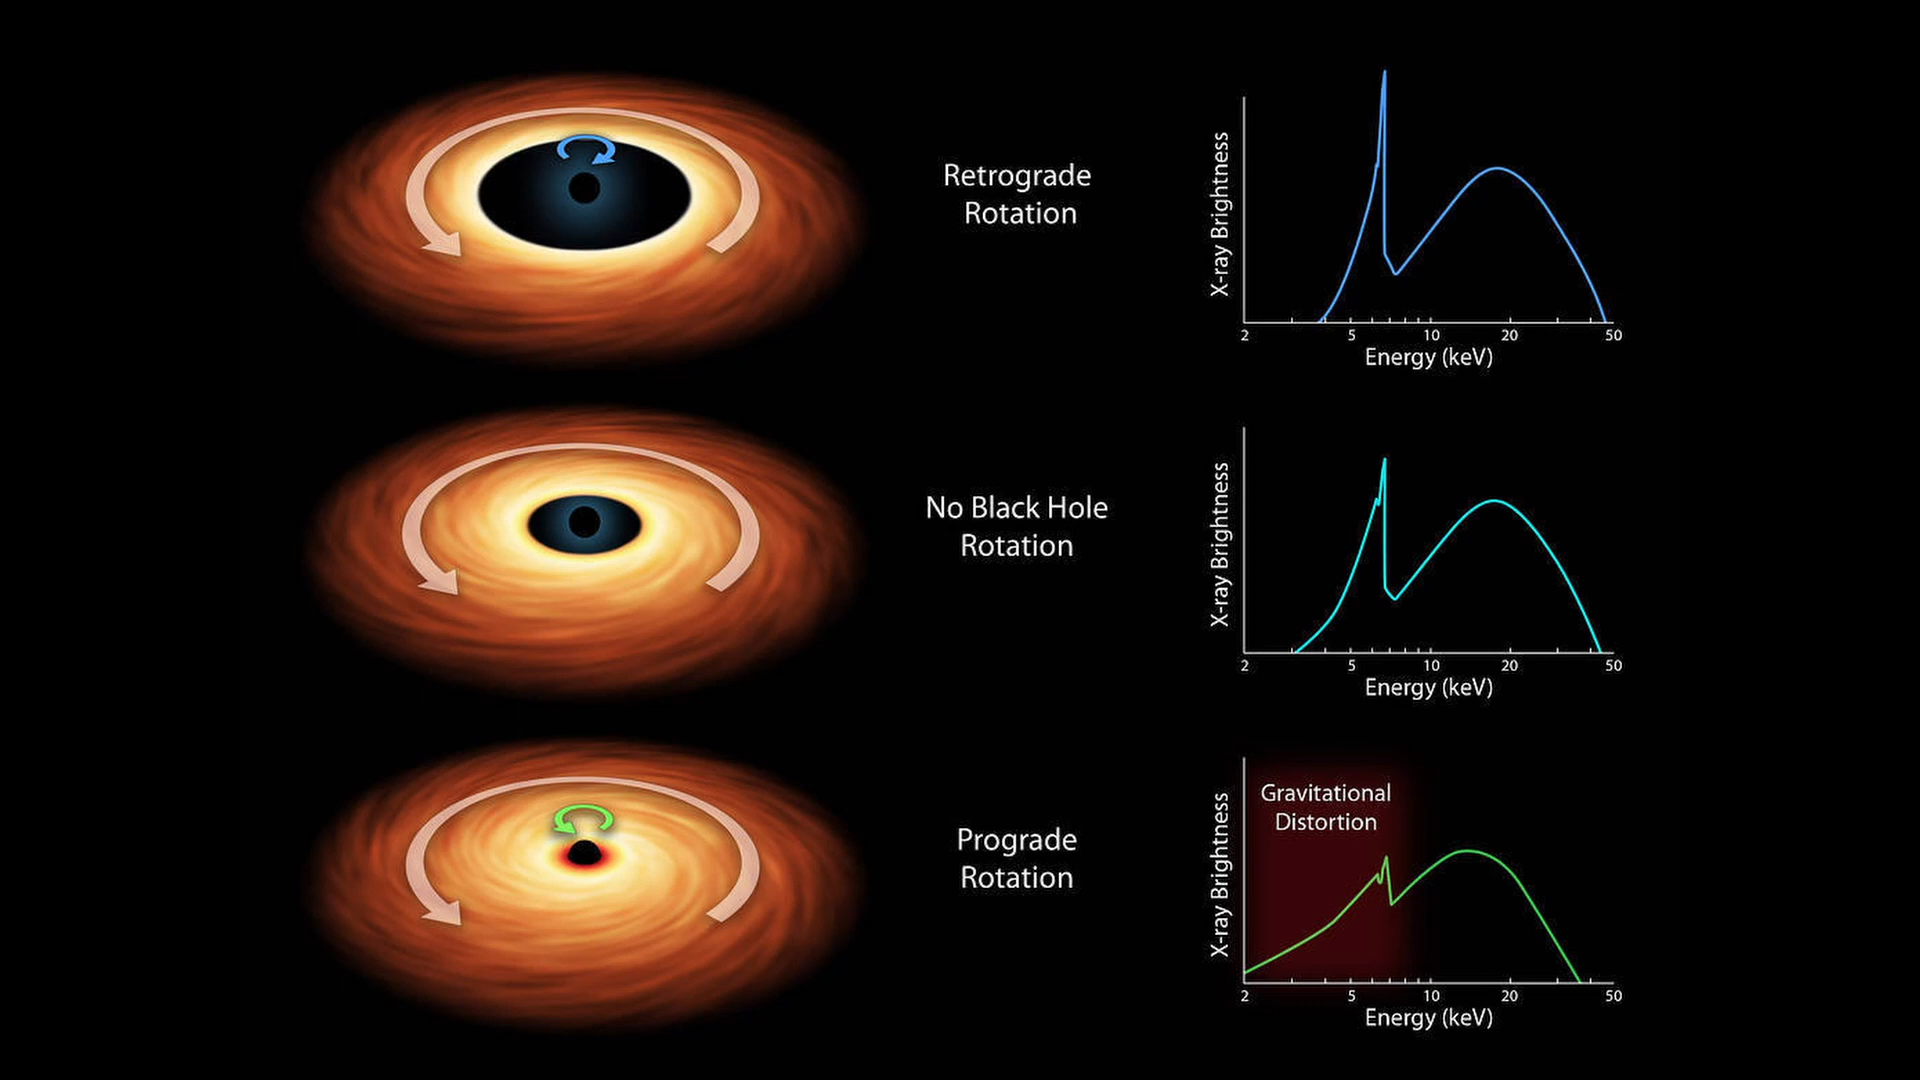 Retrograde
Rotation
X-ray Brightness
2 5 10 20 50
Energy (keV)
No Black Hole
Rotation
X-ray Brightness
2 5 10 20 50
Energy (keV)
Prograde
Rotation
Gravitational
Distortion
X-ray Brightness
2 5 10 20 50
Energy (keV)